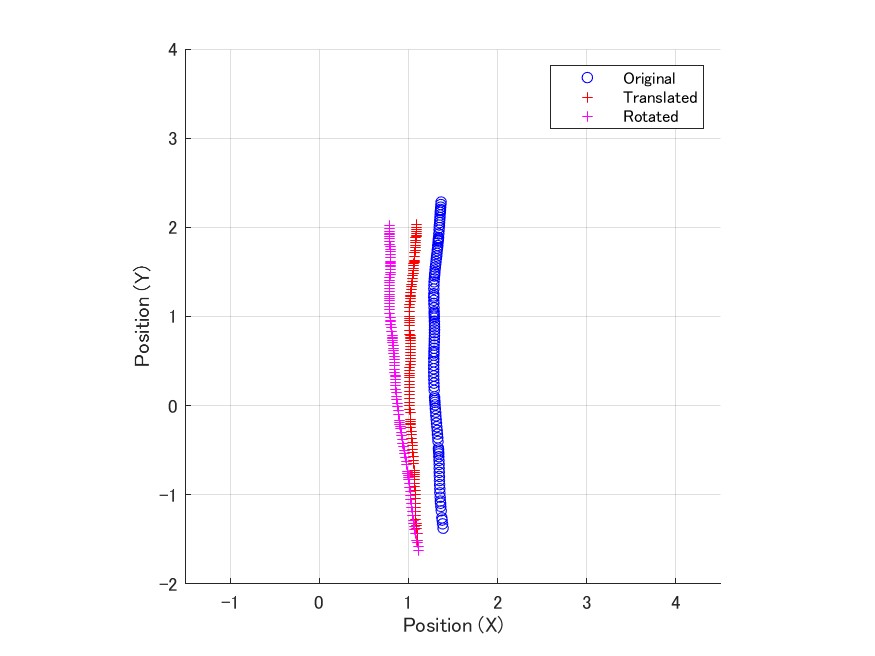 4
3
2
1
0
−1
−2
Position (Y)
Original
Translated
Rotated
−1 0 1 2 3 4
Position (X)